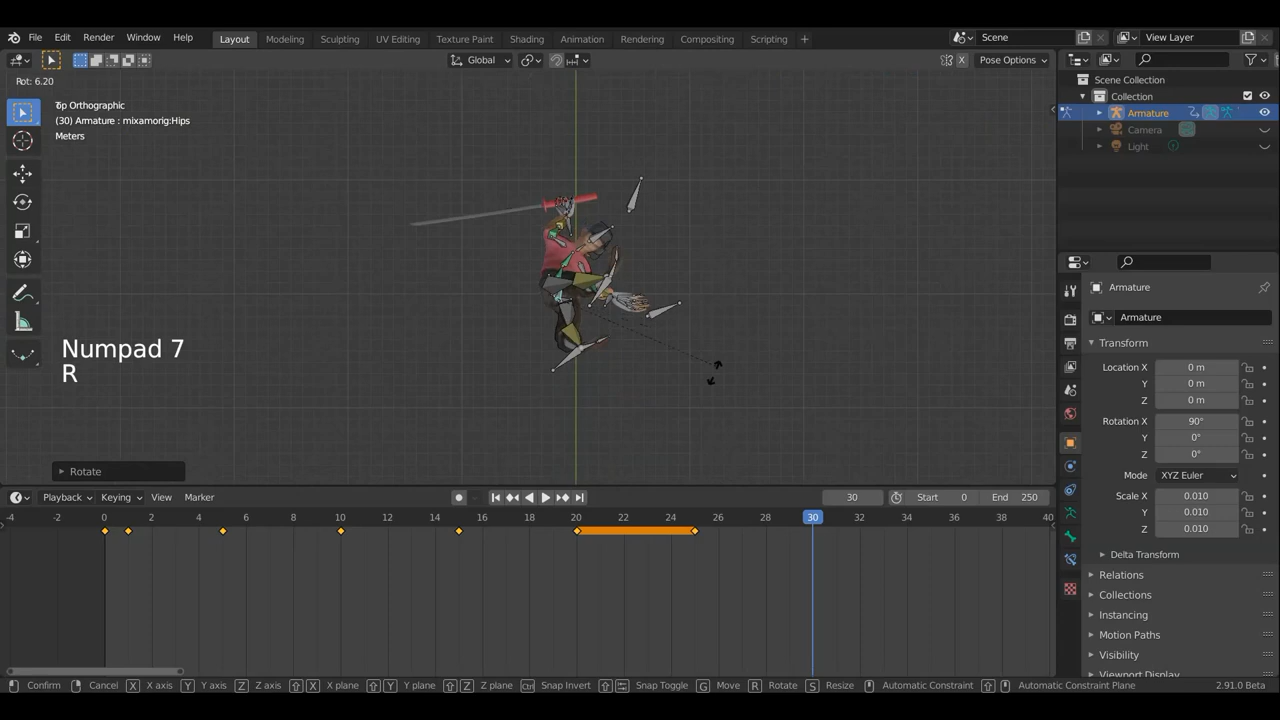 File Edit Render Window Help Layout Modeling Sculpting UV Editing Texture Paint Shading Animation Rendering Compositing Scripting + Scene View Layer
Global X Pose Options
Rot: 6.20
Top Orthographic
(30) Armature : mixamorig:Hips
Meters
Numpad 7
R
Rotate
Scene Collection
Collection
Armature
Camera
Light
Armature
Armature
Transform
Location X 0 m
Y 0 m
Z 0 m
Rotation X 90°
Y 0°
Z 0°
Mode XYZ Euler
Scale X 0.010
Y 0.010
Z 0.010
Delta Transform
Relations
Collections
Instancing
Motion Paths
Visibility
Viewport Display
Playback Keying View Marker 30 Start 0 End 250
-4 -2 0 2 4 6 8 10 12 14 16 18 20 22 24 26 28 30 32 34 36 38 40
Confirm Cancel X X axis Y Y axis Z Z axis X X plane Y Y plane Z Z plane Ctrl Snap Invert Snap Toggle G Move R Rotate S Resize Automatic Constraint Automatic Constraint Plane 2.91.0 Beta